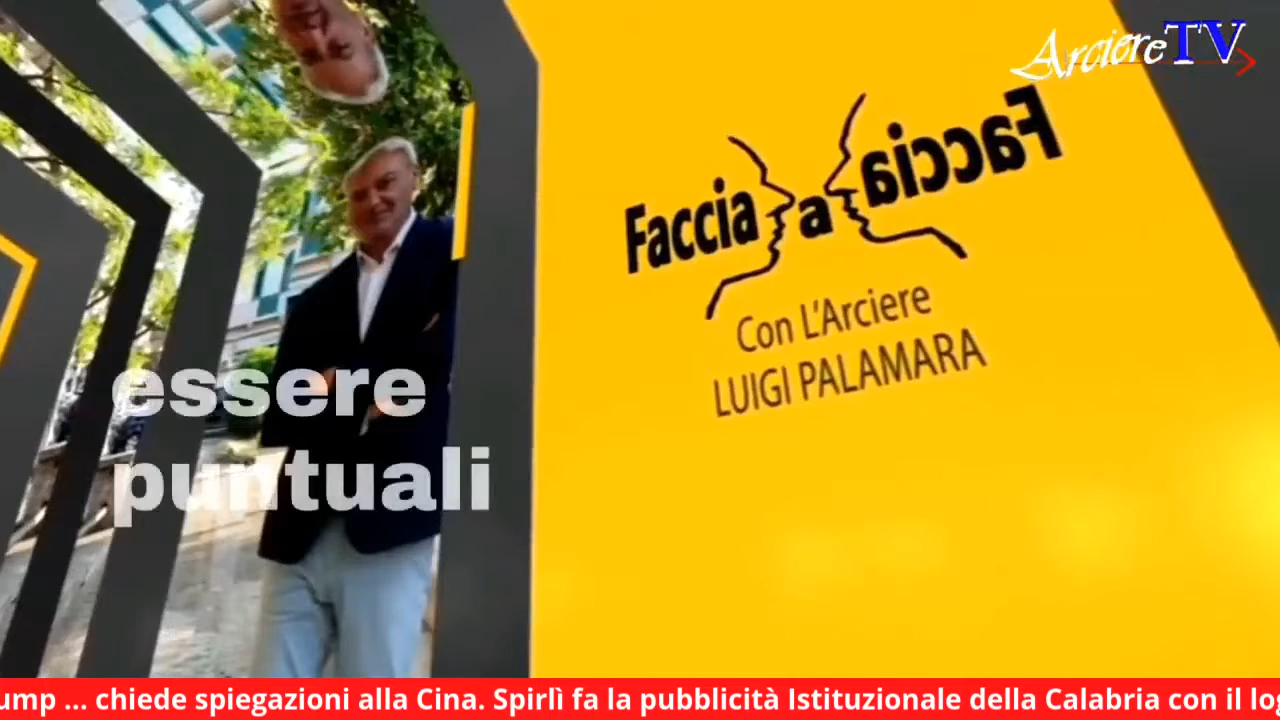 ArciereTV
Faccia a Faccia
Con L'Arciere
LUIGI PALAMARA
essere
puntuali
ump ... chiede spiegazioni alla Cina. Spirlì fa la pubblicità Istituzionale della Calabria con il log